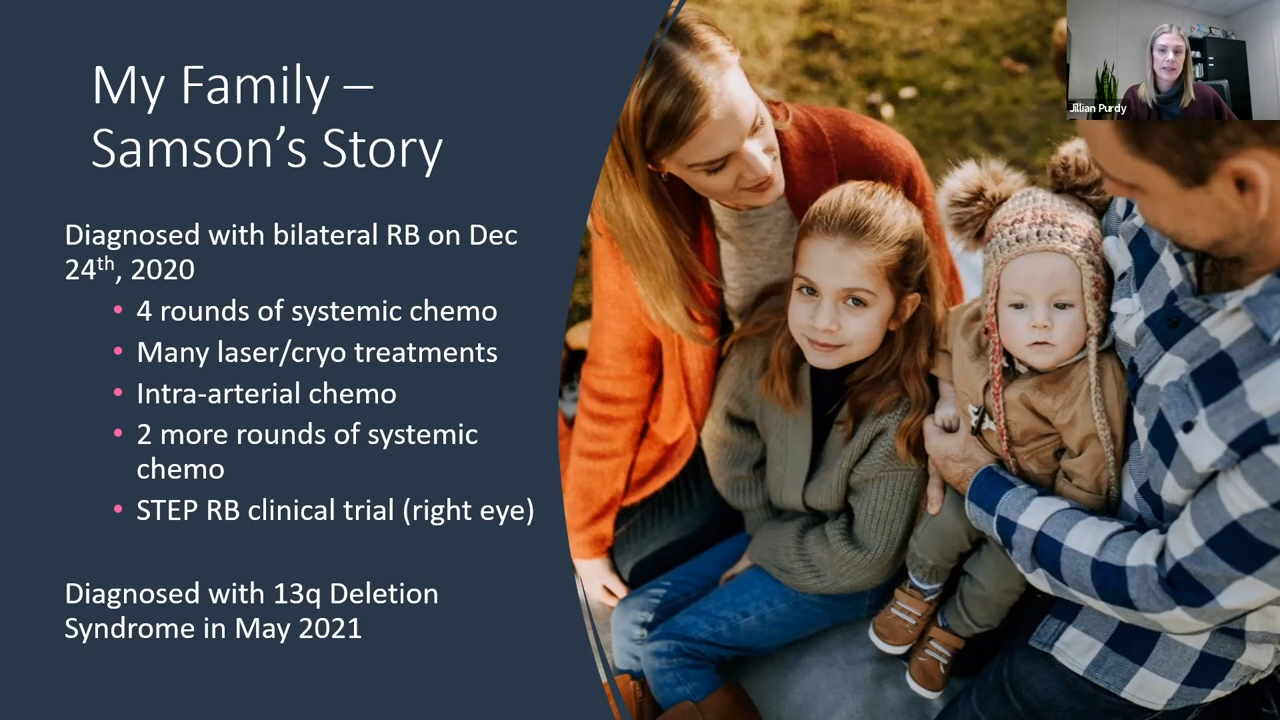 My Family –
Samson's Story
Diagnosed with bilateral RB on Dec
24th, 2020
• 4 rounds of systemic chemo
• Many laser/cryo treatments
• Intra-arterial chemo
• 2 more rounds of systemic
chemo
• STEP RB clinical trial (right eye)
Diagnosed with 13q Deletion
Syndrome in May 2021
Jillian Purdy